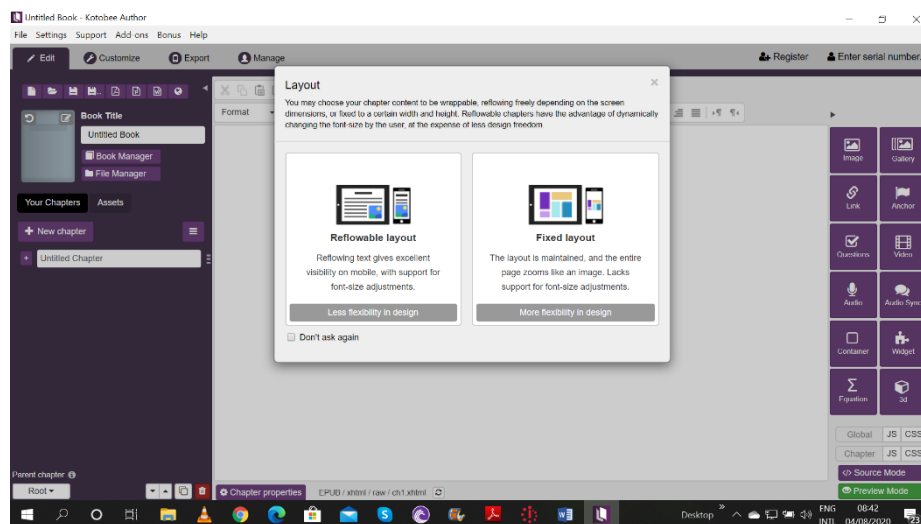 Untitled Book - Kotobee Author
File Settings Support Add-ons Bonus Help
Edit Customize Export Manage Register Enter serial number.
Book Title
Untitled Book
Book Manager
File Manager
Your Chapters Assets
New chapter
Untitled Chapter
Parent chapter
Root
Format
Layout
You may choose your chapter content to be wrappable, reflowing freely depending on the screen
dimensions, or fixed to a certain width and height. Reflowable chapters have the advantage of dynamically
changing the font-size by the user, at the expense of less design freedom.
Reflowable layout
Reflowing text gives excellent
visibility on mobile, with support for
font-size adjustments.
Less flexibility in design
Fixed layout
The layout is maintained, and the entire
page zooms like an image. Lacks
support for font-size adjustments.
More flexibility in design
Don't ask again
Image Gallery
Link Anchor
Questions Video
Audio Audio Sync
Container Widget
Equation 3d
Global JS CSS
Chapter JS CSS
</> Source Mode
Preview Mode
Chapter properties EPUB / xhtml / raw / ch1.xhtml
Desktop ENG 08:42
INTL 04/08/2020 23